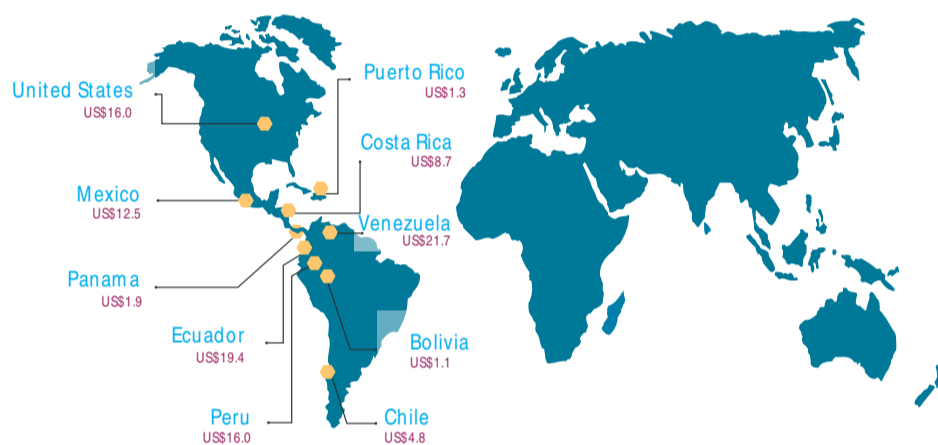 Puerto Rico
US$1.3
United States
US$16.0
Costa Rica
US$8.7
Mexico
US$12.5
Venezuela
US$21.7
Panama
US$1.9
Ecuador
US$19.4
Bolivia
US$1.1
Peru
US$16.0
Chile
US$4.8